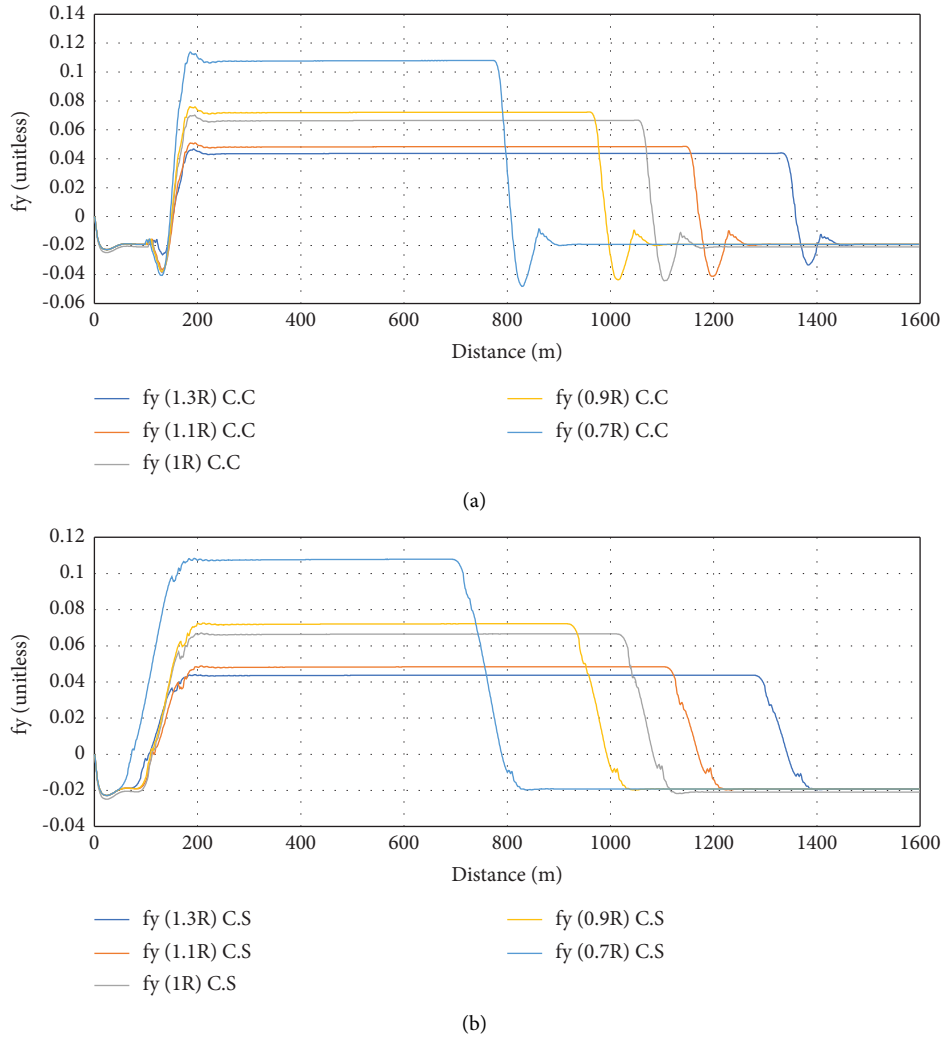 0.14
0.12
0.1
0.08
0.06
0.04
0.02
0
-0.02
-0.04
-0.06
fy (unitless)
0 200 400 600 800 1000 1200 1400 1600
Distance (m)
fy (1.3R) C.C
fy (1.1R) C.C
fy (1R) C.C
fy (0.9R) C.C
fy (0.7R) C.C
(a)
0.12
0.1
0.08
0.06
0.04
0.02
0
-0.02
-0.04
fy (unitless)
0 200 400 600 800 1000 1200 1400 1600
Distance (m)
fy (1.3R) C.S
fy (1.1R) C.S
fy (1R) C.S
fy (0.9R) C.S
fy (0.7R) C.S
(b)